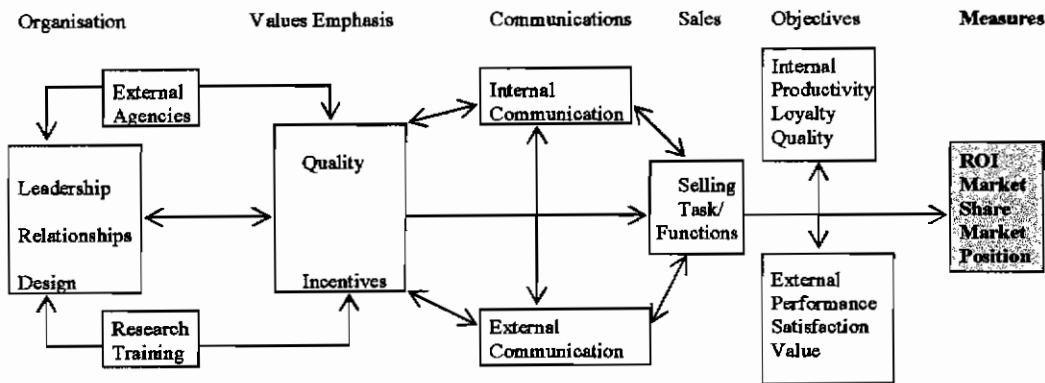 Organisation
Values Emphasis
Communications
Sales
Objectives
Measures
External
Agencies
Leadership
Relationships
Design
Research
Training
Quality
Incentives
Internal
Communication
External
Communication
Selling
Task/
Functions
Internal
Productivity
Loyalty
Quality
External
Performance
Satisfaction
Value
ROI
Market
Share
Market
Position